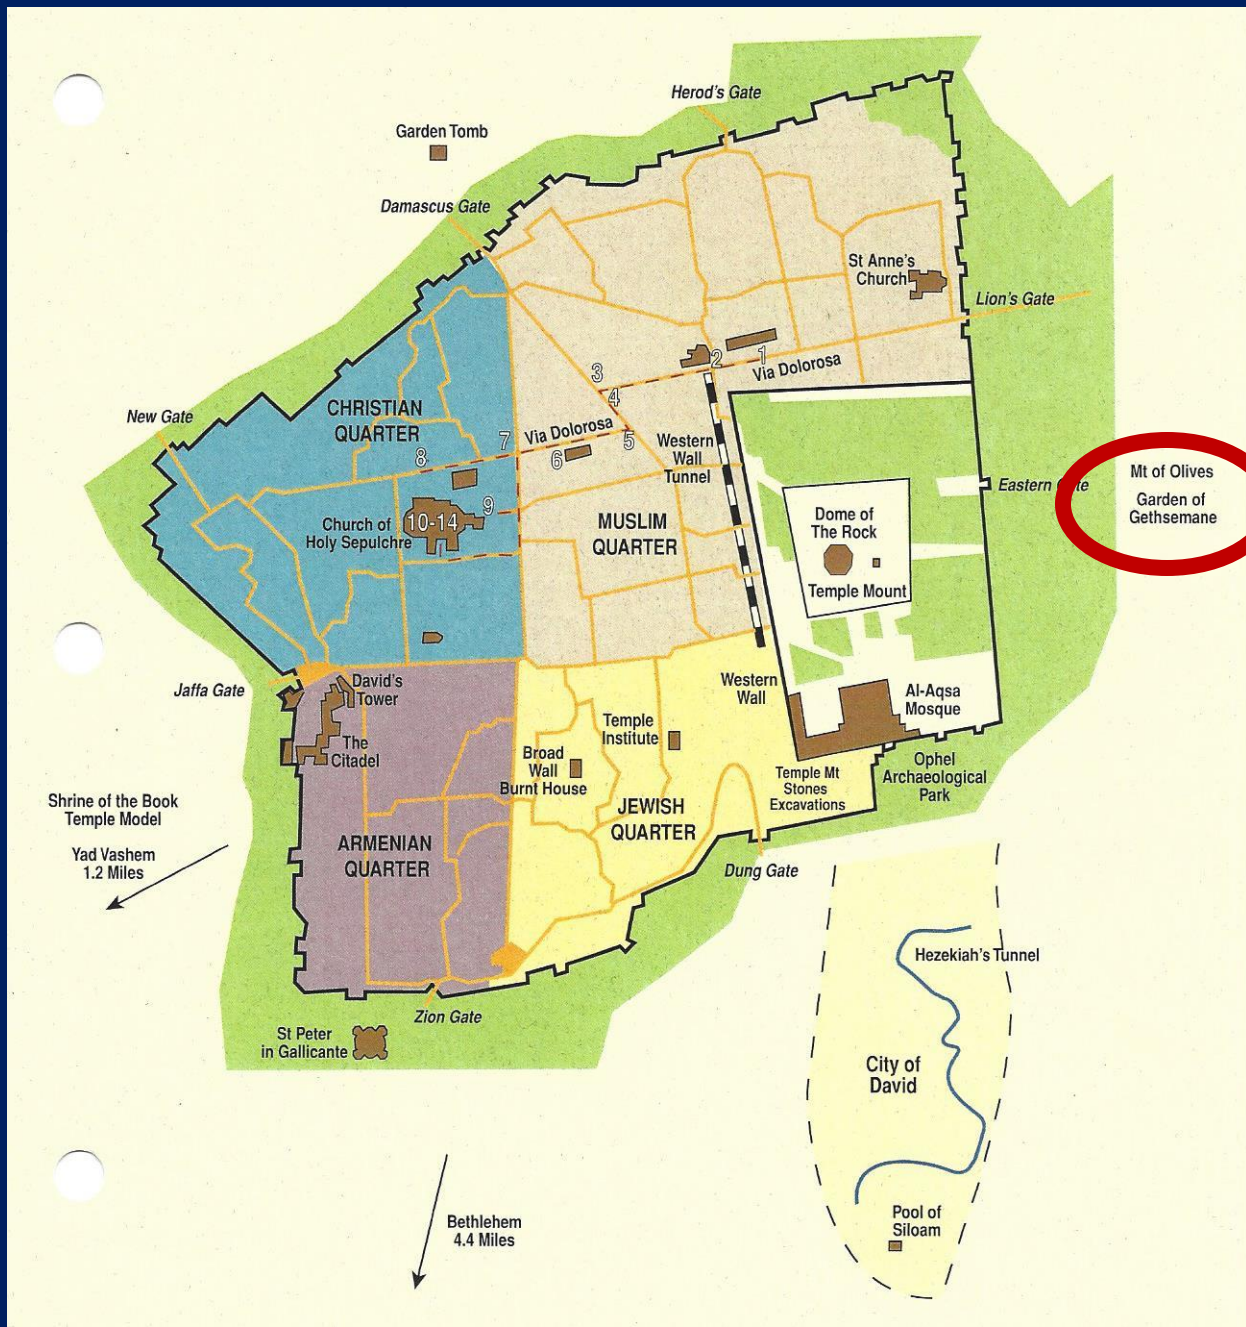 Herod's Gate
Garden Tomb
Damascus Gate
St Anne's
Church
Lion's Gate
1
2
Via Dolorosa
3
4
New Gate
CHRISTIAN
QUARTER
Via Dolorosa
5
6
7
8
9
10-14
Church of
Holy Sepulchre
Western
Wall
Tunnel
MUSLIM
QUARTER
Eastern Gate
Mt of Olives
Garden of
Gethsemane
Dome of
The Rock
Temple Mount
Jaffa Gate
David's
Tower
The
Citadel
Western
Wall
Al-Aqsa
Mosque
Temple
Institute
Broad
Wall
Burnt House
Temple Mt
Stones
Excavations
Ophel
Archaeological
Park
JEWISH
QUARTER
Shrine of the Book
Temple Model
Yad Vashem
1.2 Miles
ARMENIAN
QUARTER
Dung Gate
Hezekiah's Tunnel
Zion Gate
St Peter
in Gallicante
City of
David
Pool of
Siloam
Bethlehem
4.4 Miles